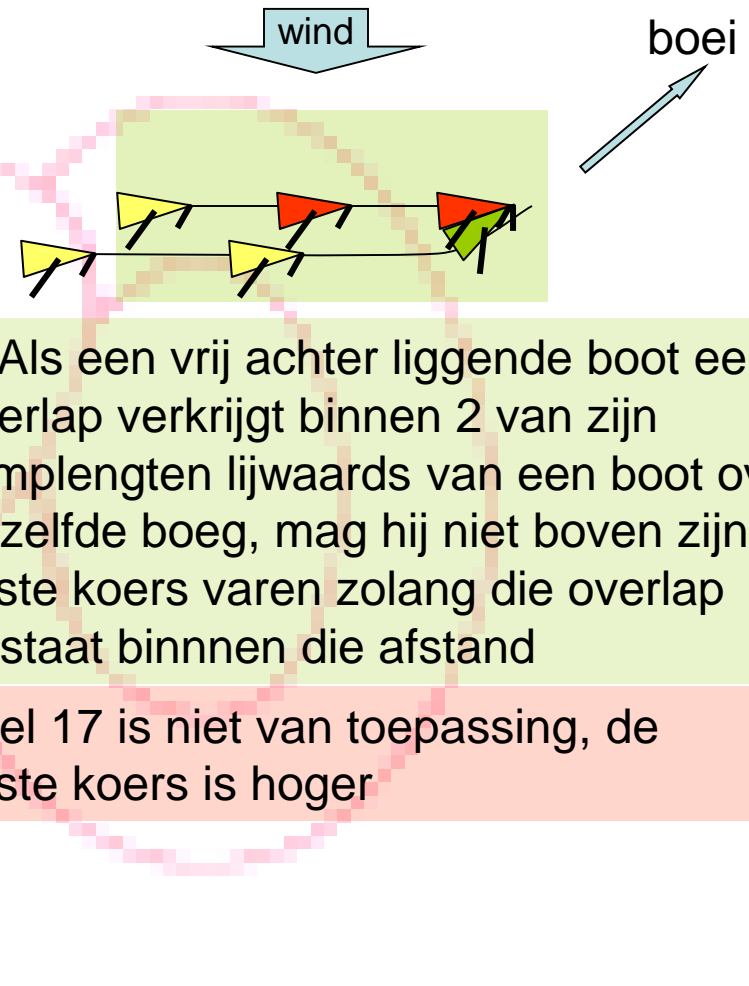 wind
boei
Als een vrij achter liggende boot ee
erlap verkrijgt binnen 2 van zijn
mplengten lijwaards van een boot ov
zelfde boeg, mag hij niet boven zijn
ste koers varen zolang die overlap
staat binnnen die afstand
el 17 is niet van toepassing, de
ste koers is hoger